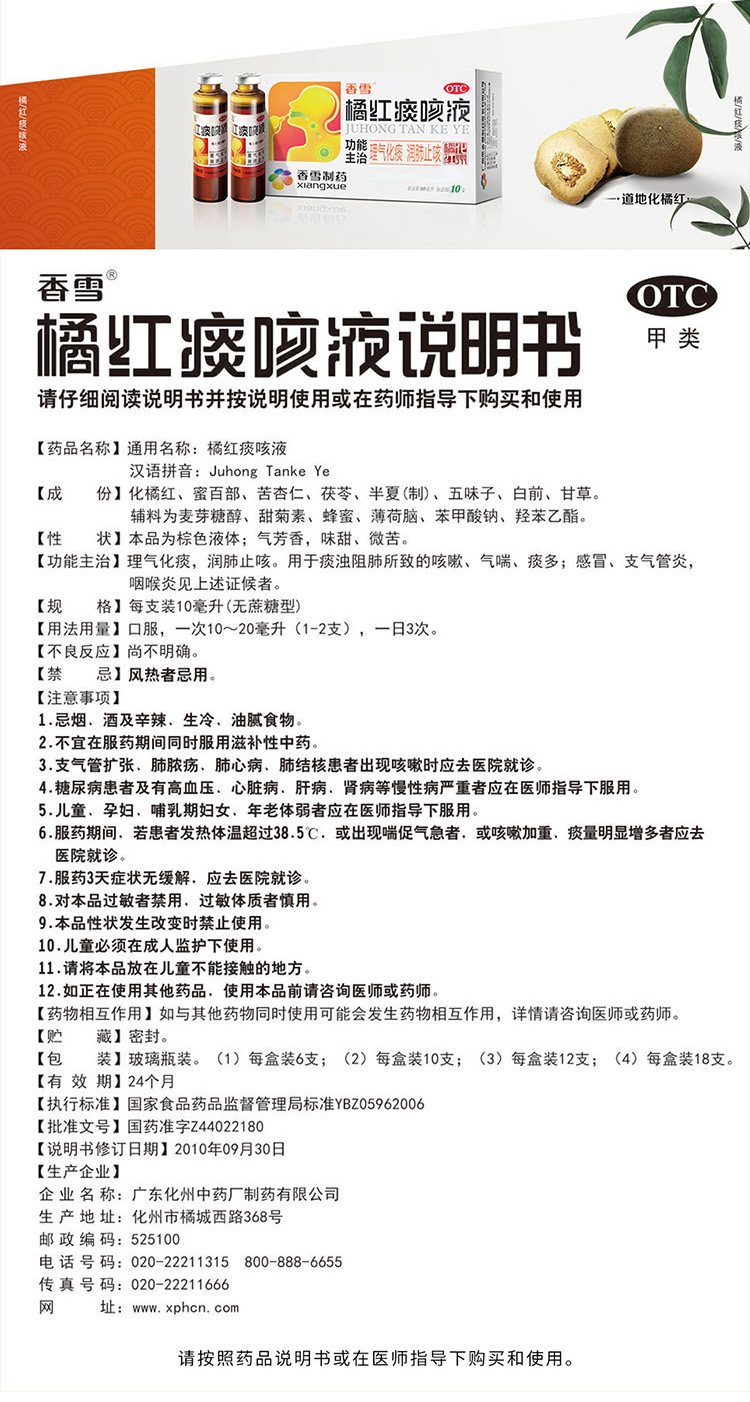 橘/红/痰/咳/液
香雪
橘红痰咳液
JUHONG TAN KE YE
功能主治
理气化痰 润肺止咳
OTC
香雪制药
xiangxue
橘红痰咳液
橘红痰咳液
道地化橘红
橘/红/痰/咳/液
香雪®
橘红痰咳液说明书
OTC
甲类
请仔细阅读说明书并按说明使用或在药师指导下购买和使用
【药品名称】通用名称：橘红痰咳液
汉语拼音：Juhong Tanke Ye
【成　　份】化橘红、蜜百部、苦杏仁、茯苓、半夏(制)、五味子、白前、甘草。
辅料为麦芽糖醇、甜菊素、蜂蜜、薄荷脑、苯甲酸钠、羟苯乙酯。
【性　　状】本品为棕色液体；气芳香，味甜、微苦。
【功能主治】理气化痰，润肺止咳。用于痰浊阻肺所致的咳嗽、气喘、痰多；感冒、支气管炎，
咽喉炎见上述证候者。
【规　　格】每支装10毫升(无蔗糖型)
【用法用量】口服，一次10～20毫升（1-2支），一日3次。
【不良反应】尚不明确。
【禁　　忌】风热者忌用。
【注意事项】
1.忌烟、酒及辛辣、生冷、油腻食物。
2.不宜在服药期间同时服用滋补性中药。
3.支气管扩张、肺脓疡、肺心病、肺结核患者出现咳嗽时应去医院就诊。
4.糖尿病患者及有高血压、心脏病、肝病、肾病等慢性病严重者应在医师指导下服用。
5.儿童、孕妇、哺乳期妇女、年老体弱者应在医师指导下服用。
6.服药期间，若患者发热体温超过38.5℃，或出现喘促气急者，或咳嗽加重、痰量明显增多者应去
医院就诊。
7.服药3天症状无缓解，应去医院就诊。
8.对本品过敏者禁用，过敏体质者慎用。
9.本品性状发生改变时禁止使用。
10.儿童必须在成人监护下使用。
11.请将本品放在儿童不能接触的地方。
12.如正在使用其他药品，使用本品前请咨询医师或药师。
【药物相互作用】如与其他药物同时使用可能会发生药物相互作用，详情请咨询医师或药师。
【贮　　藏】密封。
【包　　装】玻璃瓶装。（1）每盒装6支；（2）每盒装10支；（3）每盒装12支；（4）每盒装18支。
【有 效 期】24个月
【执行标准】国家食品药品监督管理局标准YBZ05962006
【批准文号】国药准字Z44022180
【说明书修订日期】2010年09月30日
【生产企业】
企业名称：广东化州中药厂制药有限公司
生产地址：化州市橘城西路368号
邮政编码：525100
电话号码：020-22211315　800-888-6655
传真号码：020-22211666
网　　址：www.xphcn.com
请按照药品说明书或在医师指导下购买和使用。